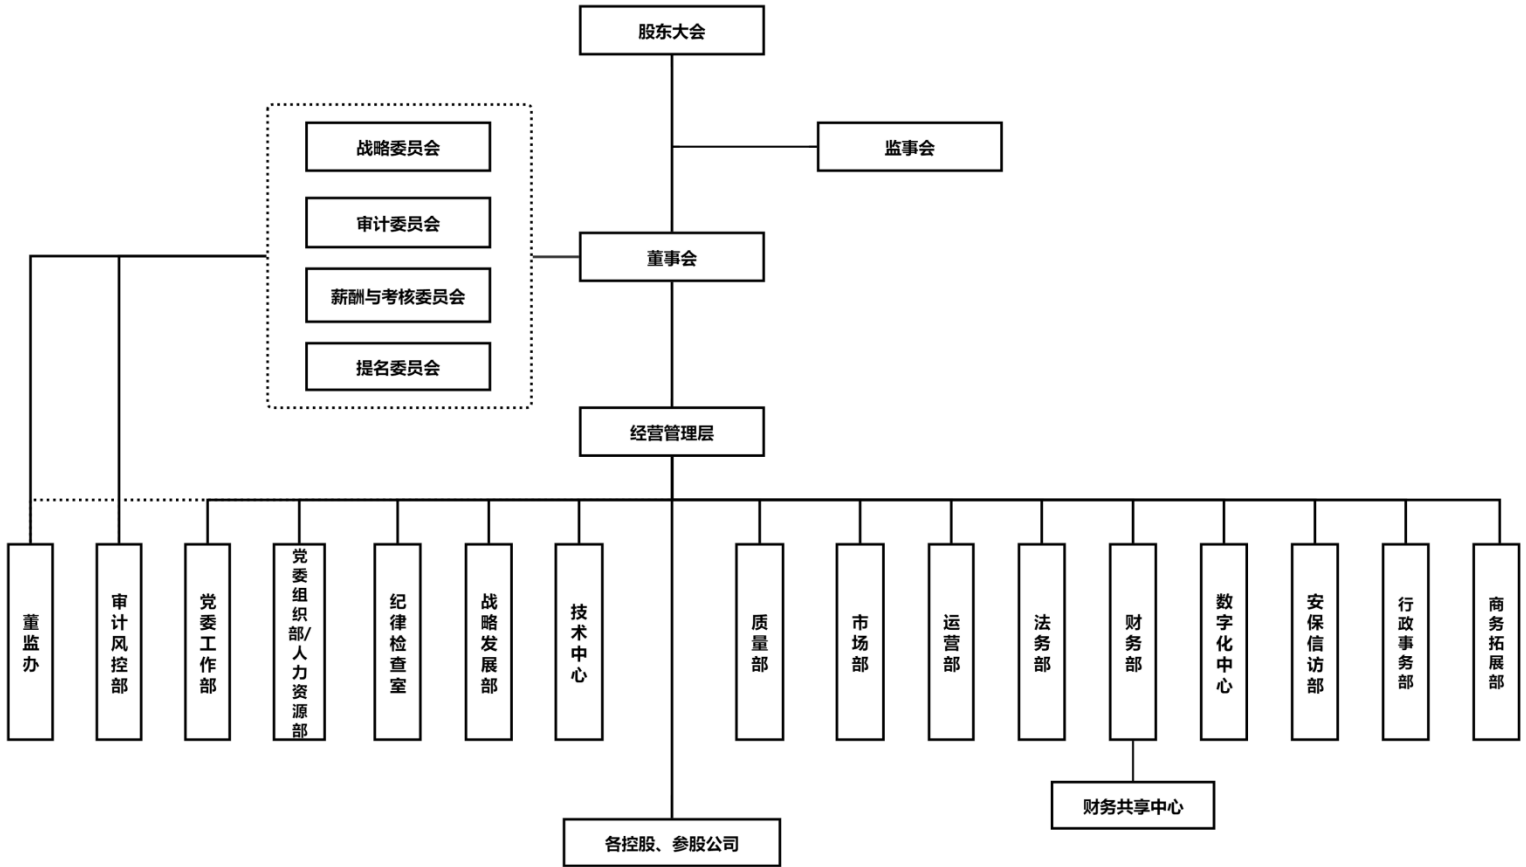 股东大会
战略委员会
监事会
审计委员会
董事会
薪酬与考核委员会
提名委员会
经营管理层
董监办
审计风控部
党委工作部
党委组织部/人力资源部
纪律检查室
战略发展部
技术中心
质量部
市场部
运营部
法务部
财务部
数字化中心
安保信访部
行政事务部
商务拓展部
财务共享中心
各控股、参股公司